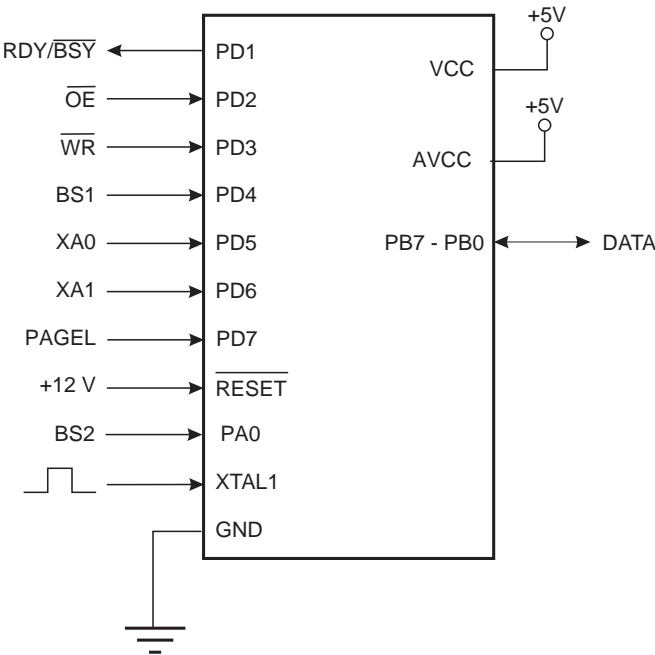 +5V
RDY/BSY PD1
VCC
OE PD2
+5V
WR PD3
AVCC
BS1 PD4
XA0 PD5 PB7 - PB0 DATA
XA1 PD6
PAGEL PD7
+12 V RESET
BS2 PA0
XTAL1
GND